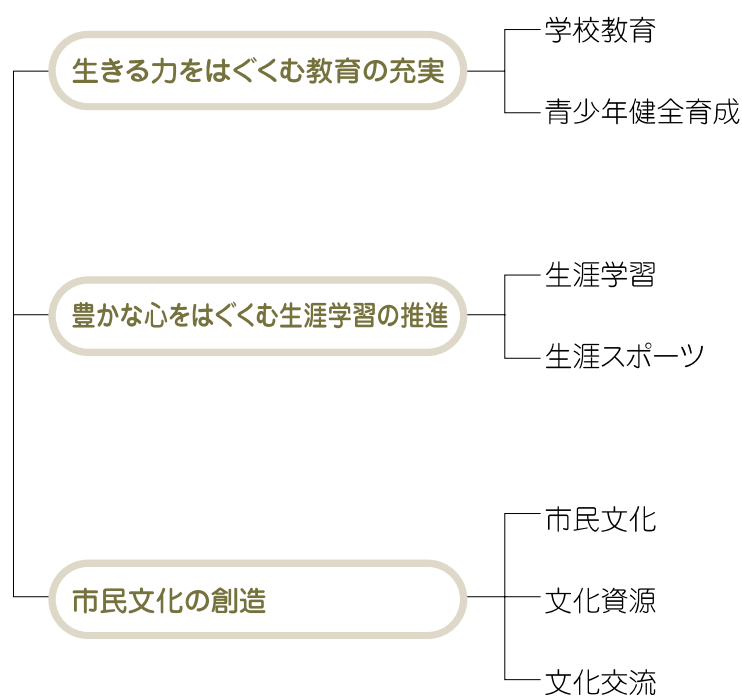 生きる力をはぐくむ教育の充実
学校教育
青少年健全育成
豊かな心をはぐくむ生涯学習の推進
生涯学習
生涯スポーツ
市民文化の創造
市民文化
文化資源
文化交流